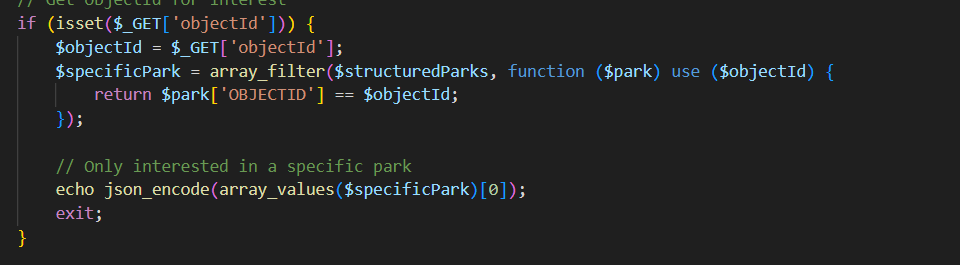 // Get ObjectId for interest
if (isset($_GET['objectId'])) {
    $objectId = $_GET['objectId'];
    $specificPark = array_filter($structuredParks, function ($park) use ($objectId) {
        return $park['OBJECTID'] == $objectId;
    });

    // Only interested in a specific park
    echo json_encode(array_values($specificPark)[0]);
    exit;
}